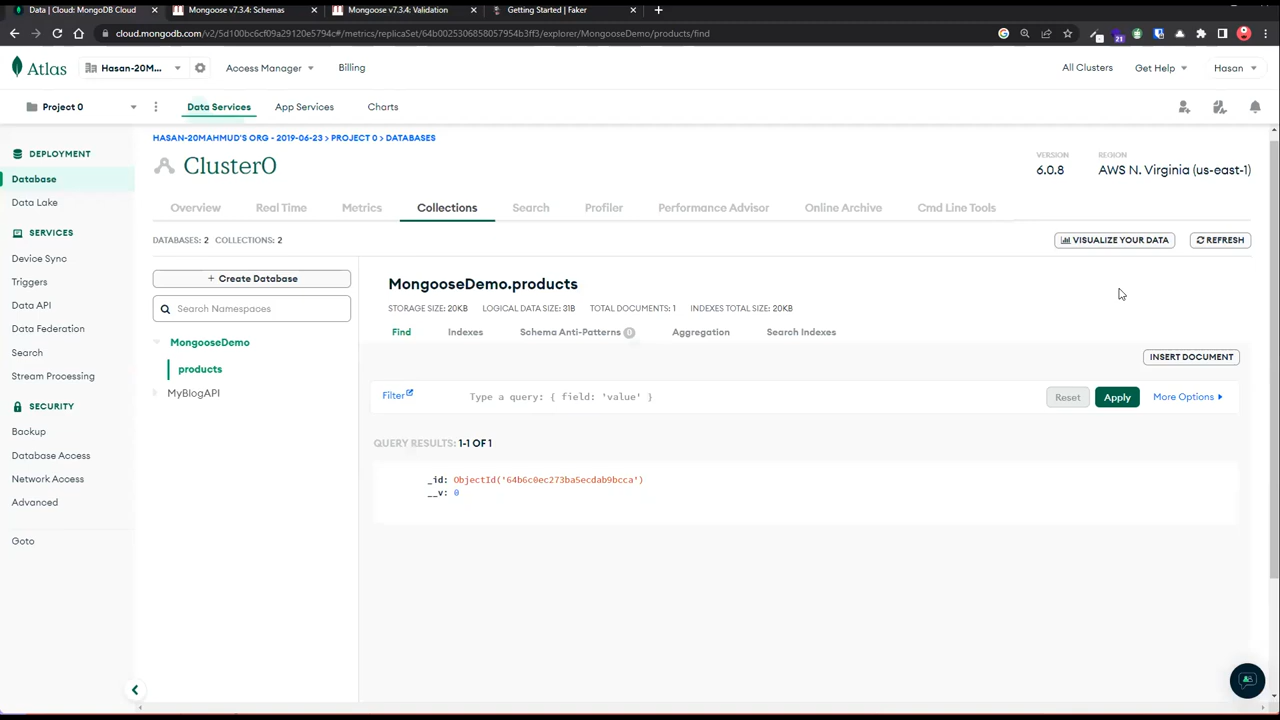 Data | Cloud: MongoDB Cloud
Mongoose v7.3.4: Schemas
Mongoose v7.3.4: Validation
Getting Started | Faker
cloud.mongodb.com/v2/5d100bc6cf09a29120e5794c#/metrics/replicaSet/64b0025306858057954b3ff3/explorer/MongooseDemo/products/find
21
Atlas
Hasan-20M...
Access Manager
Billing
All Clusters
Get Help
Hasan
Project 0
Data Services
App Services
Charts
DEPLOYMENT
Database
Data Lake
SERVICES
Device Sync
Triggers
Data API
Data Federation
Search
Stream Processing
SECURITY
Backup
Database Access
Network Access
Advanced
Goto
HASAN-20MAHMUD'S ORG - 2019-06-23 > PROJECT 0 > DATABASES
Cluster0
VERSION
6.0.8
REGION
AWS N. Virginia (us-east-1)
Overview
Real Time
Metrics
Collections
Search
Profiler
Performance Advisor
Online Archive
Cmd Line Tools
DATABASES: 2 COLLECTIONS: 2
VISUALIZE YOUR DATA
REFRESH
+ Create Database
Search Namespaces
MongooseDemo
products
MyBlogAPI
MongooseDemo.products
STORAGE SIZE: 20KB LOGICAL DATA SIZE: 31B TOTAL DOCUMENTS: 1 INDEXES TOTAL SIZE: 20KB
Find
Indexes
Schema Anti-Patterns 0
Aggregation
Search Indexes
INSERT DOCUMENT
Filter
Type a query: { field: 'value' }
Reset
Apply
More Options
QUERY RESULTS: 1-1 OF 1
_id: ObjectId('64b6c0ec273ba5ecdab9bcca')
__v: 0